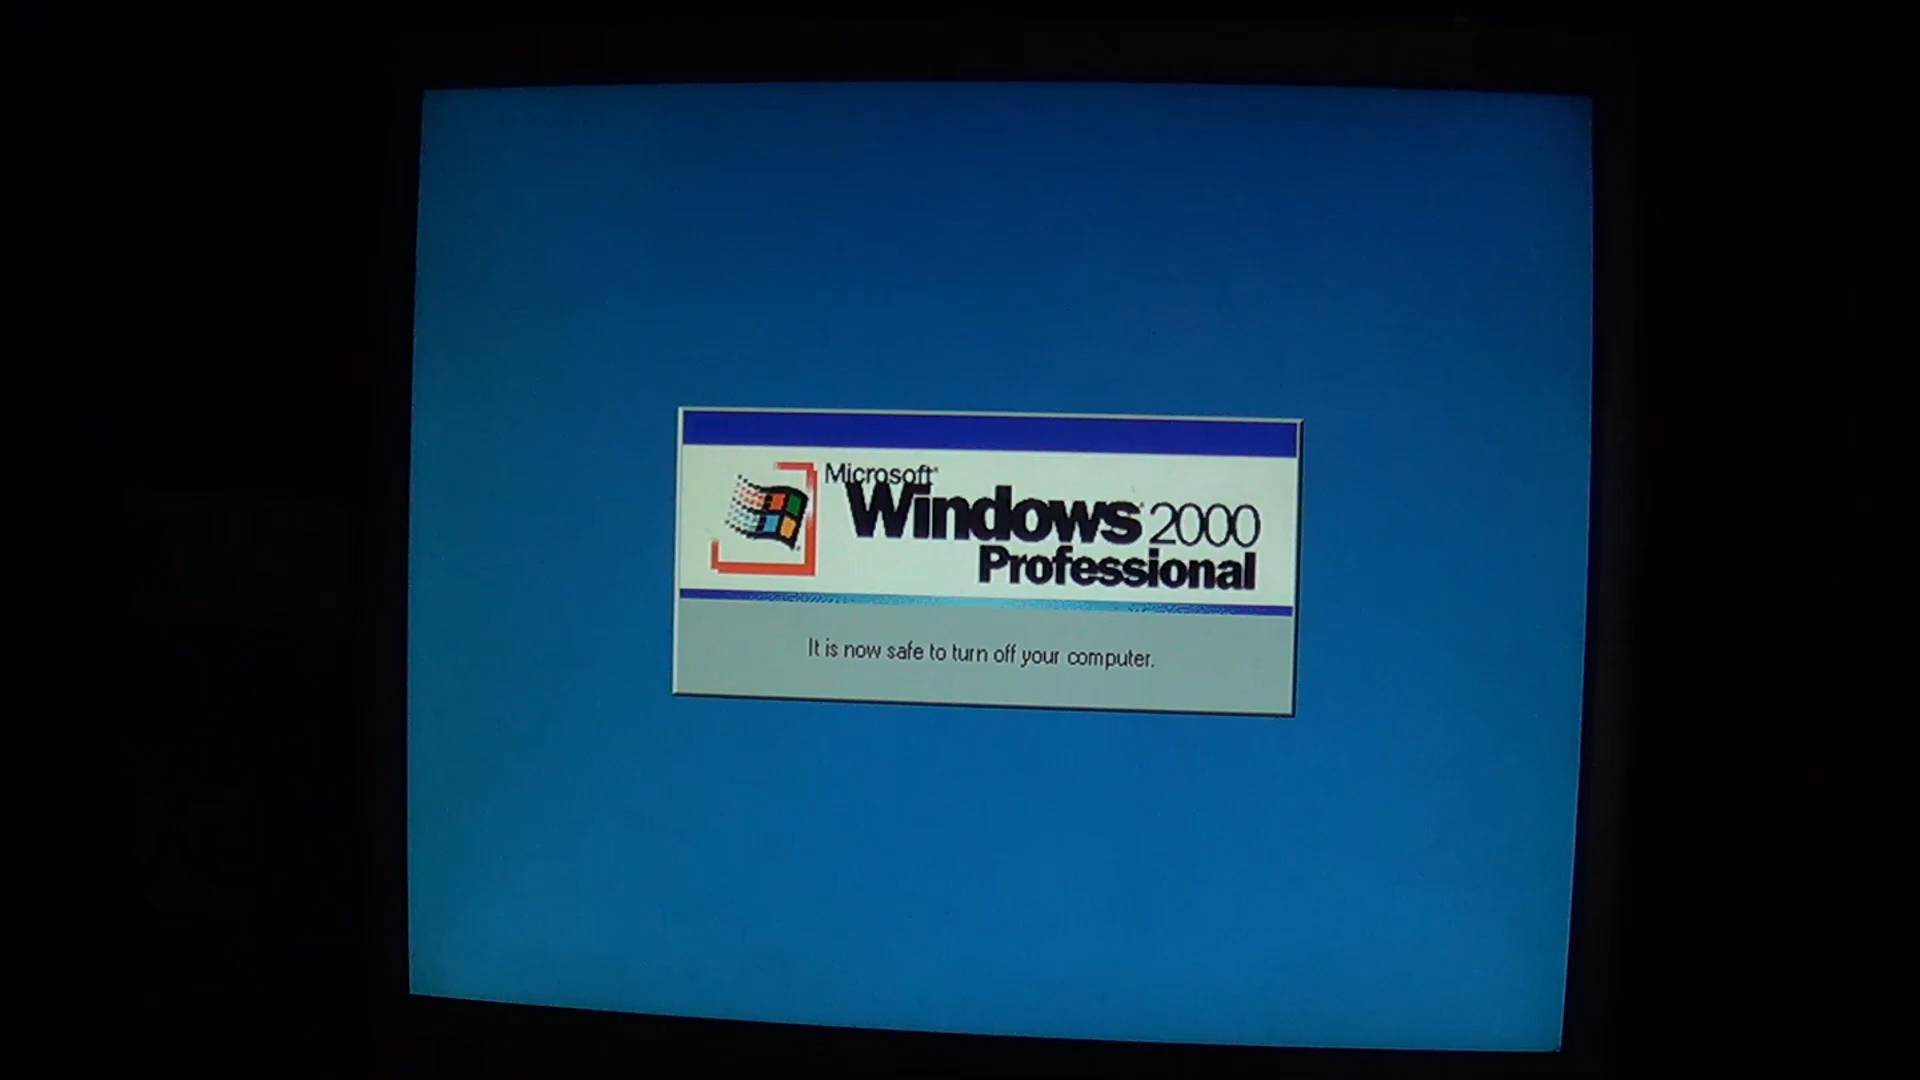 Microsoft®
Windows® 2000
Professional
It is now safe to turn off your computer.